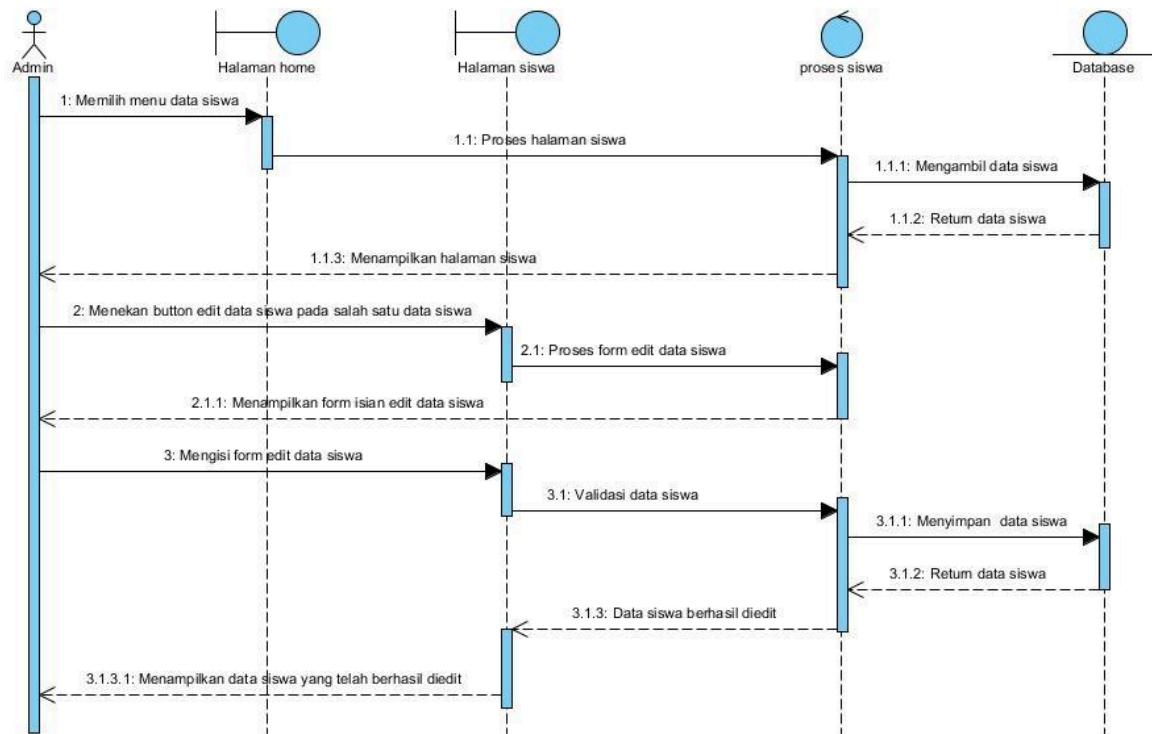 Admin
Halaman home
Halaman siswa
proses siswa
Database
1: Memilih menu data siswa
1.1: Proses halaman siswa
1.1.1: Mengambil data siswa
1.1.2: Return data siswa
1.1.3: Menampilkan halaman siswa
2: Menekan button edit data siswa pada salah satu data siswa
2.1: Proses form edit data siswa
2.1.1: Menampilkan form isian edit data siswa
3: Mengisi form edit data siswa
3.1: Validasi data siswa
3.1.1: Menyimpan data siswa
3.1.2: Return data siswa
3.1.3: Data siswa berhasil diedit
3.1.3.1: Menampilkan data siswa yang telah berhasil diedit